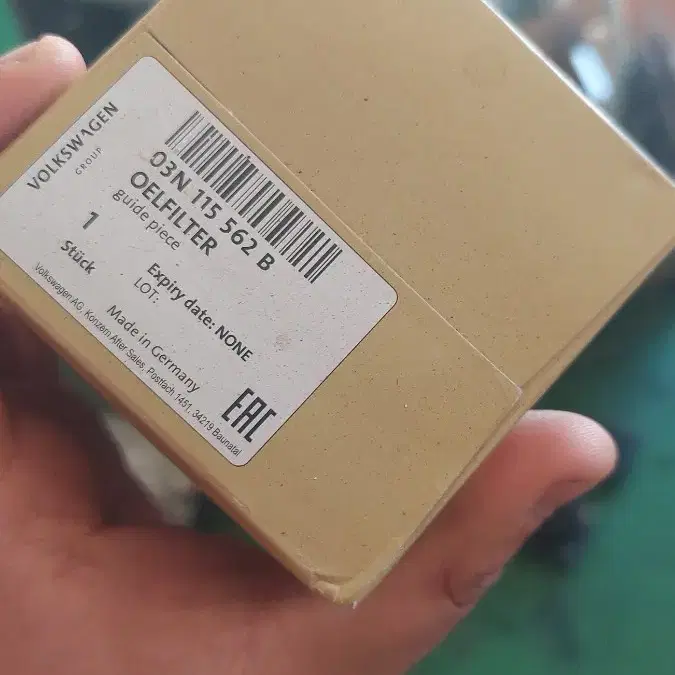 VOLKSWAGEN
GROUP
03N 115 562 B
OELFILTER
guide piece
1
Stück
Expiry date: NONE
LOT:
Made in Germany
Volkswagen AG, Konzern After Sales, Postfach 1451, 34219 Baunatal
EAC